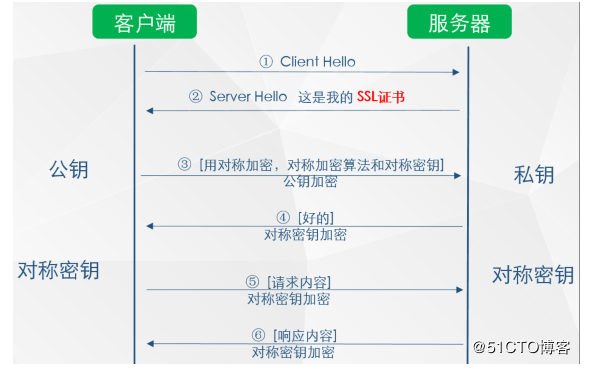 客户端
服务器
① Client Hello
② Server Hello 这是我的 SSL证书
公钥
③ [用对称加密，对称加密算法和对称密钥]
公钥加密
私钥
④ [好的]
对称密钥加密
对称密钥
对称密钥
⑤ [请求内容]
对称密钥加密
⑥ [响应内容]
对称密钥加密
@51CTO博客